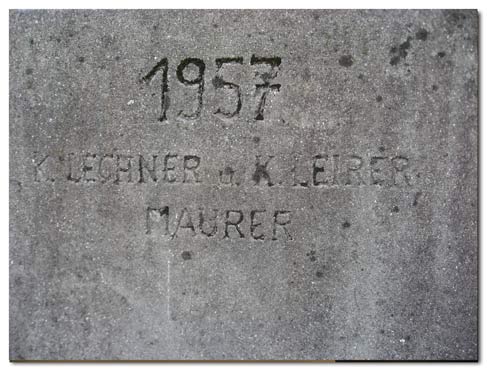 1957
K. LECHNER u. K. LEIRER
MAURER